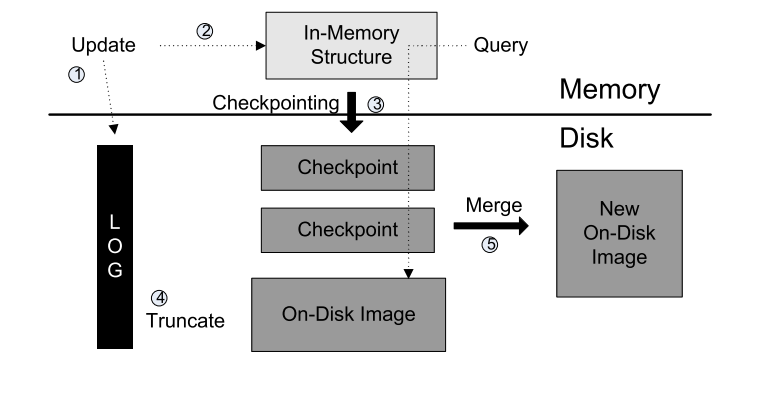 Update
2
In-Memory
Structure
Query
1
Checkpointing
3
Memory
Disk
LOG
Checkpoint
Checkpoint
Merge
5
New
On-Disk
Image
4
Truncate
On-Disk Image